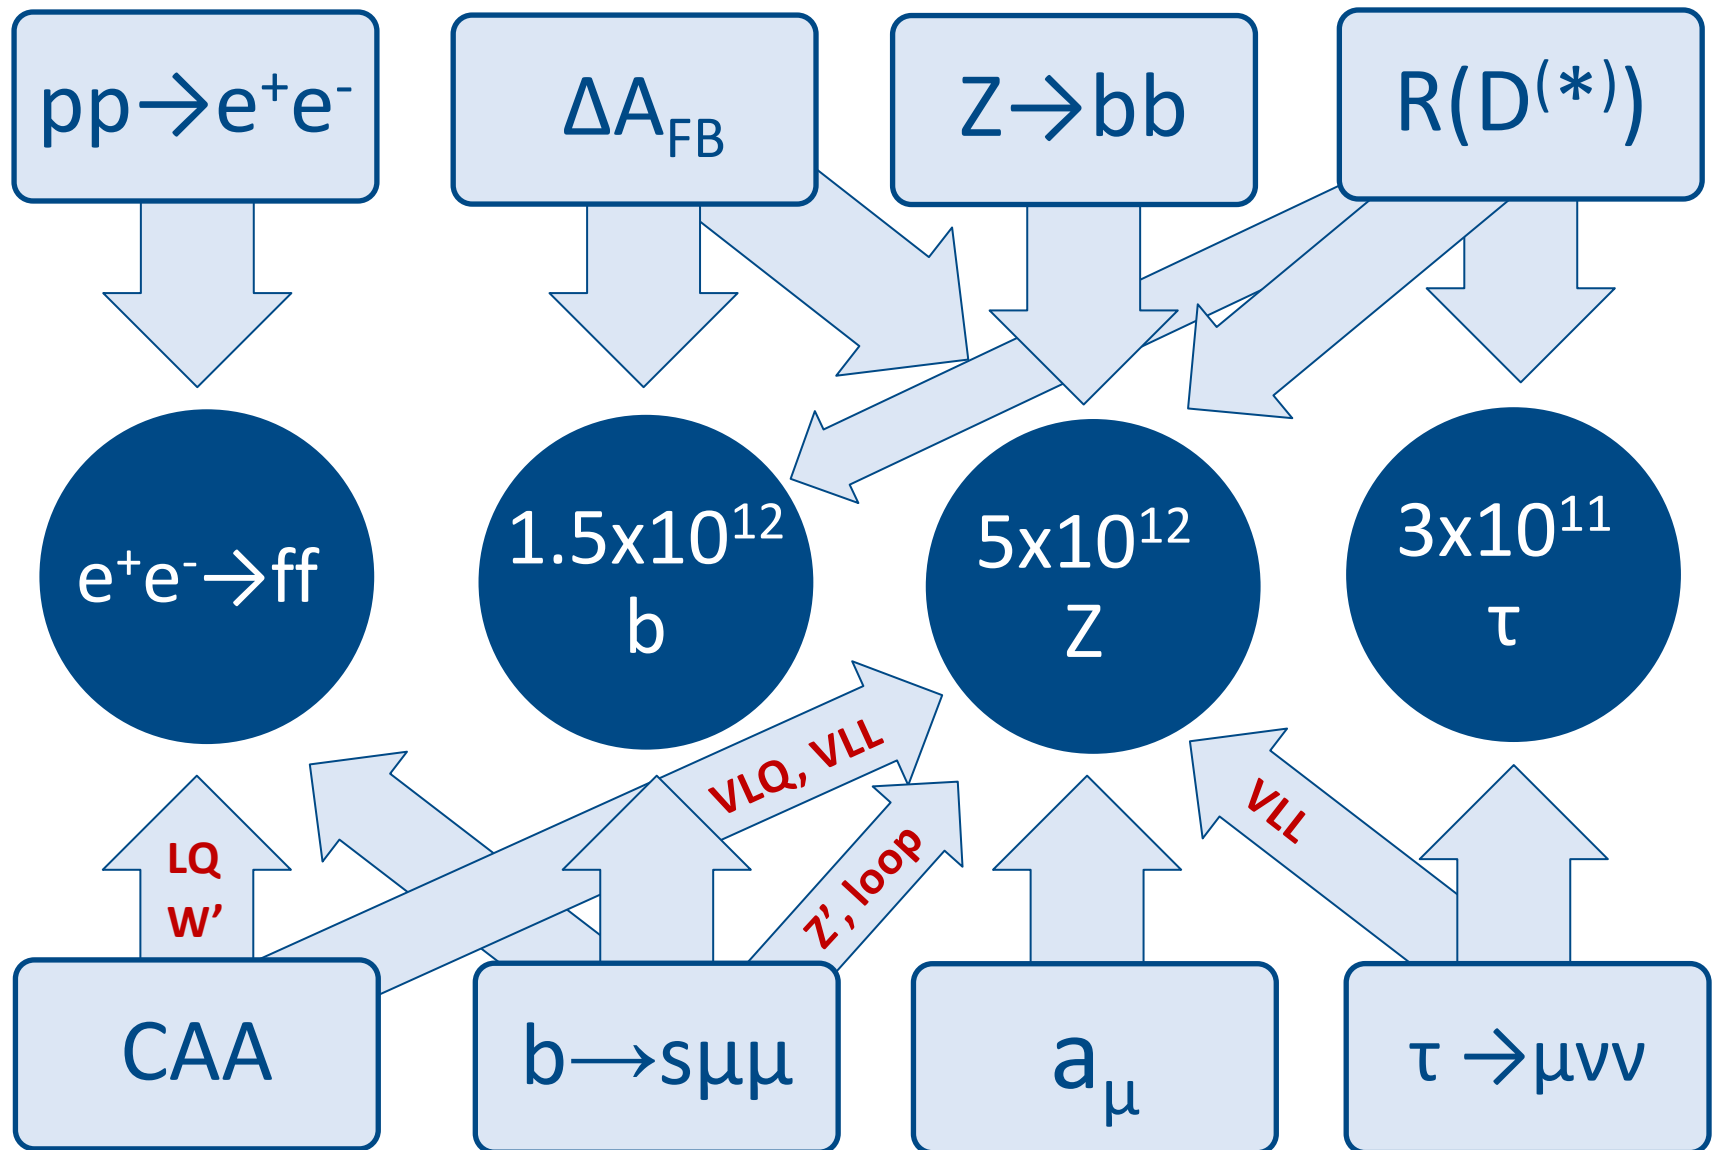 pp→e⁺e⁻
ΔA_FB
Z→bb
R(D⁽*⁾)
e⁺e⁻→ff
1.5x10¹²
b
5x10¹²
Z
3x10¹¹
τ
LQ
W’
VLQ, VLL
Z’, loop
VLL
CAA
b→sμμ
a_μ
τ →μνν